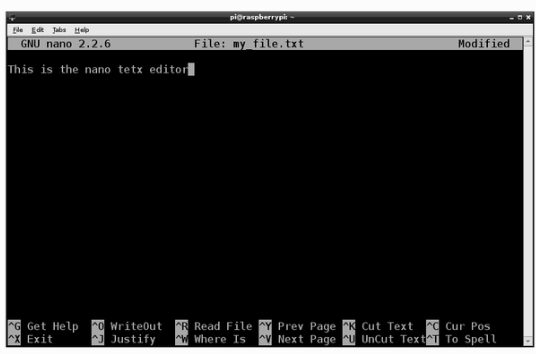 pi@raspberrypi: ~
File Edit Tabs Help
GNU nano 2.2.6 File: my_file.txt Modified
This is the nano tetx editor
^G Get Help ^O WriteOut ^R Read File ^Y Prev Page ^K Cut Text ^C Cur Pos
^X Exit ^J Justify ^W Where Is ^V Next Page ^U UnCut Text ^T To Spell